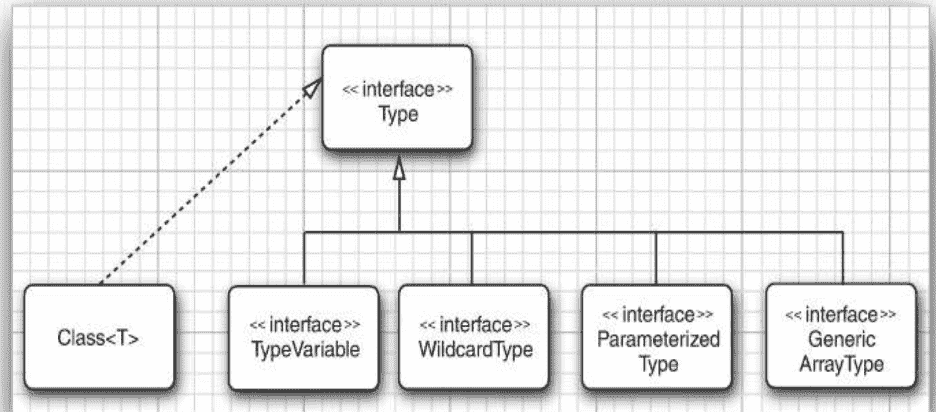 << interface >>
Type
Class<T>
<< interface >>
TypeVariable
<< interface >>
WildcardType
<< interface >>
Parameterized
Type
<< interface >>
Generic
ArrayType